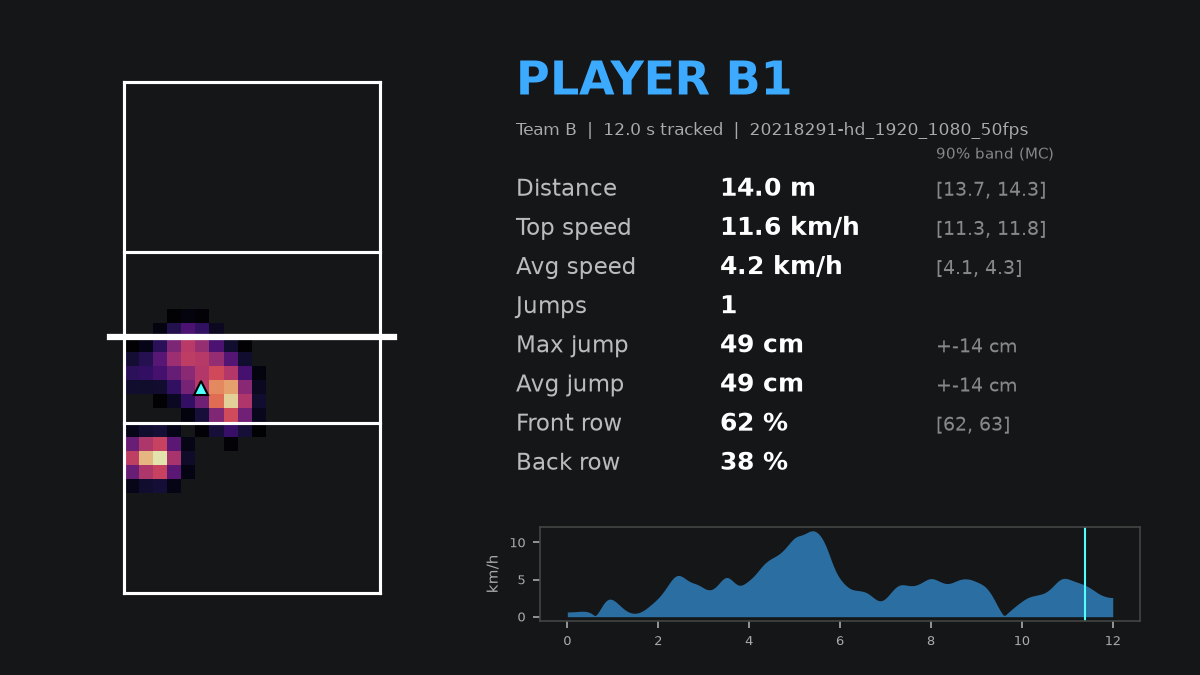 PLAYER B1
Team B | 12.0 s tracked | 20218291-hd_1920_1080_50fps
90% band (MC)
Distance 14.0 m [13.7, 14.3]
Top speed 11.6 km/h [11.3, 11.8]
Avg speed 4.2 km/h [4.1, 4.3]
Jumps 1
Max jump 49 cm +-14 cm
Avg jump 49 cm +-14 cm
Front row 62 % [62, 63]
Back row 38 %
km/h
10
5
0
0 2 4 6 8 10 12